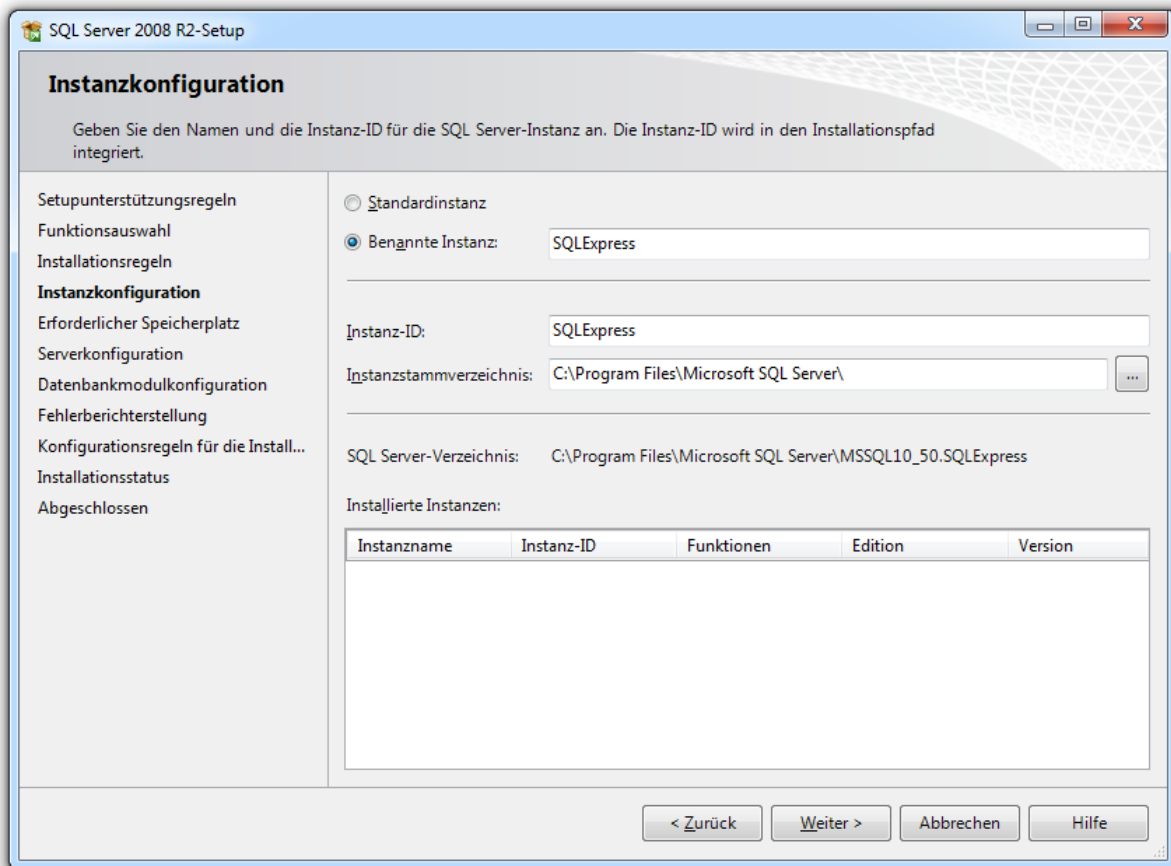 SQL Server 2008 R2-Setup
Instanzkonfiguration
Geben Sie den Namen und die Instanz-ID für die SQL Server-Instanz an. Die Instanz-ID wird in den Installationspfad
integriert.
Setupunterstützungsregeln
Funktionsauswahl
Installationsregeln
Instanzkonfiguration
Erforderlicher Speicherplatz
Serverkonfiguration
Datenbankmodulkonfiguration
Fehlerberichterstellung
Konfigurationsregeln für die Install...
Installationsstatus
Abgeschlossen
Standardinstanz
Benannte Instanz: SQLExpress
Instanz-ID: SQLExpress
Instanzstammverzeichnis: C:\Program Files\Microsoft SQL Server\ ...
SQL Server-Verzeichnis: C:\Program Files\Microsoft SQL Server\MSSQL10_50.SQLExpress
Installierte Instanzen:
Instanzname Instanz-ID Funktionen Edition Version
< Zurück Weiter > Abbrechen Hilfe